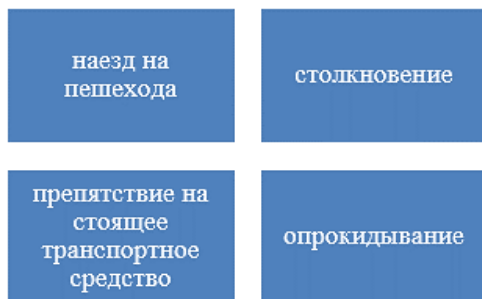 наезд на
пешехода
столкновение
препятствие на
стоящее
транспортное
средство
опрокидывание